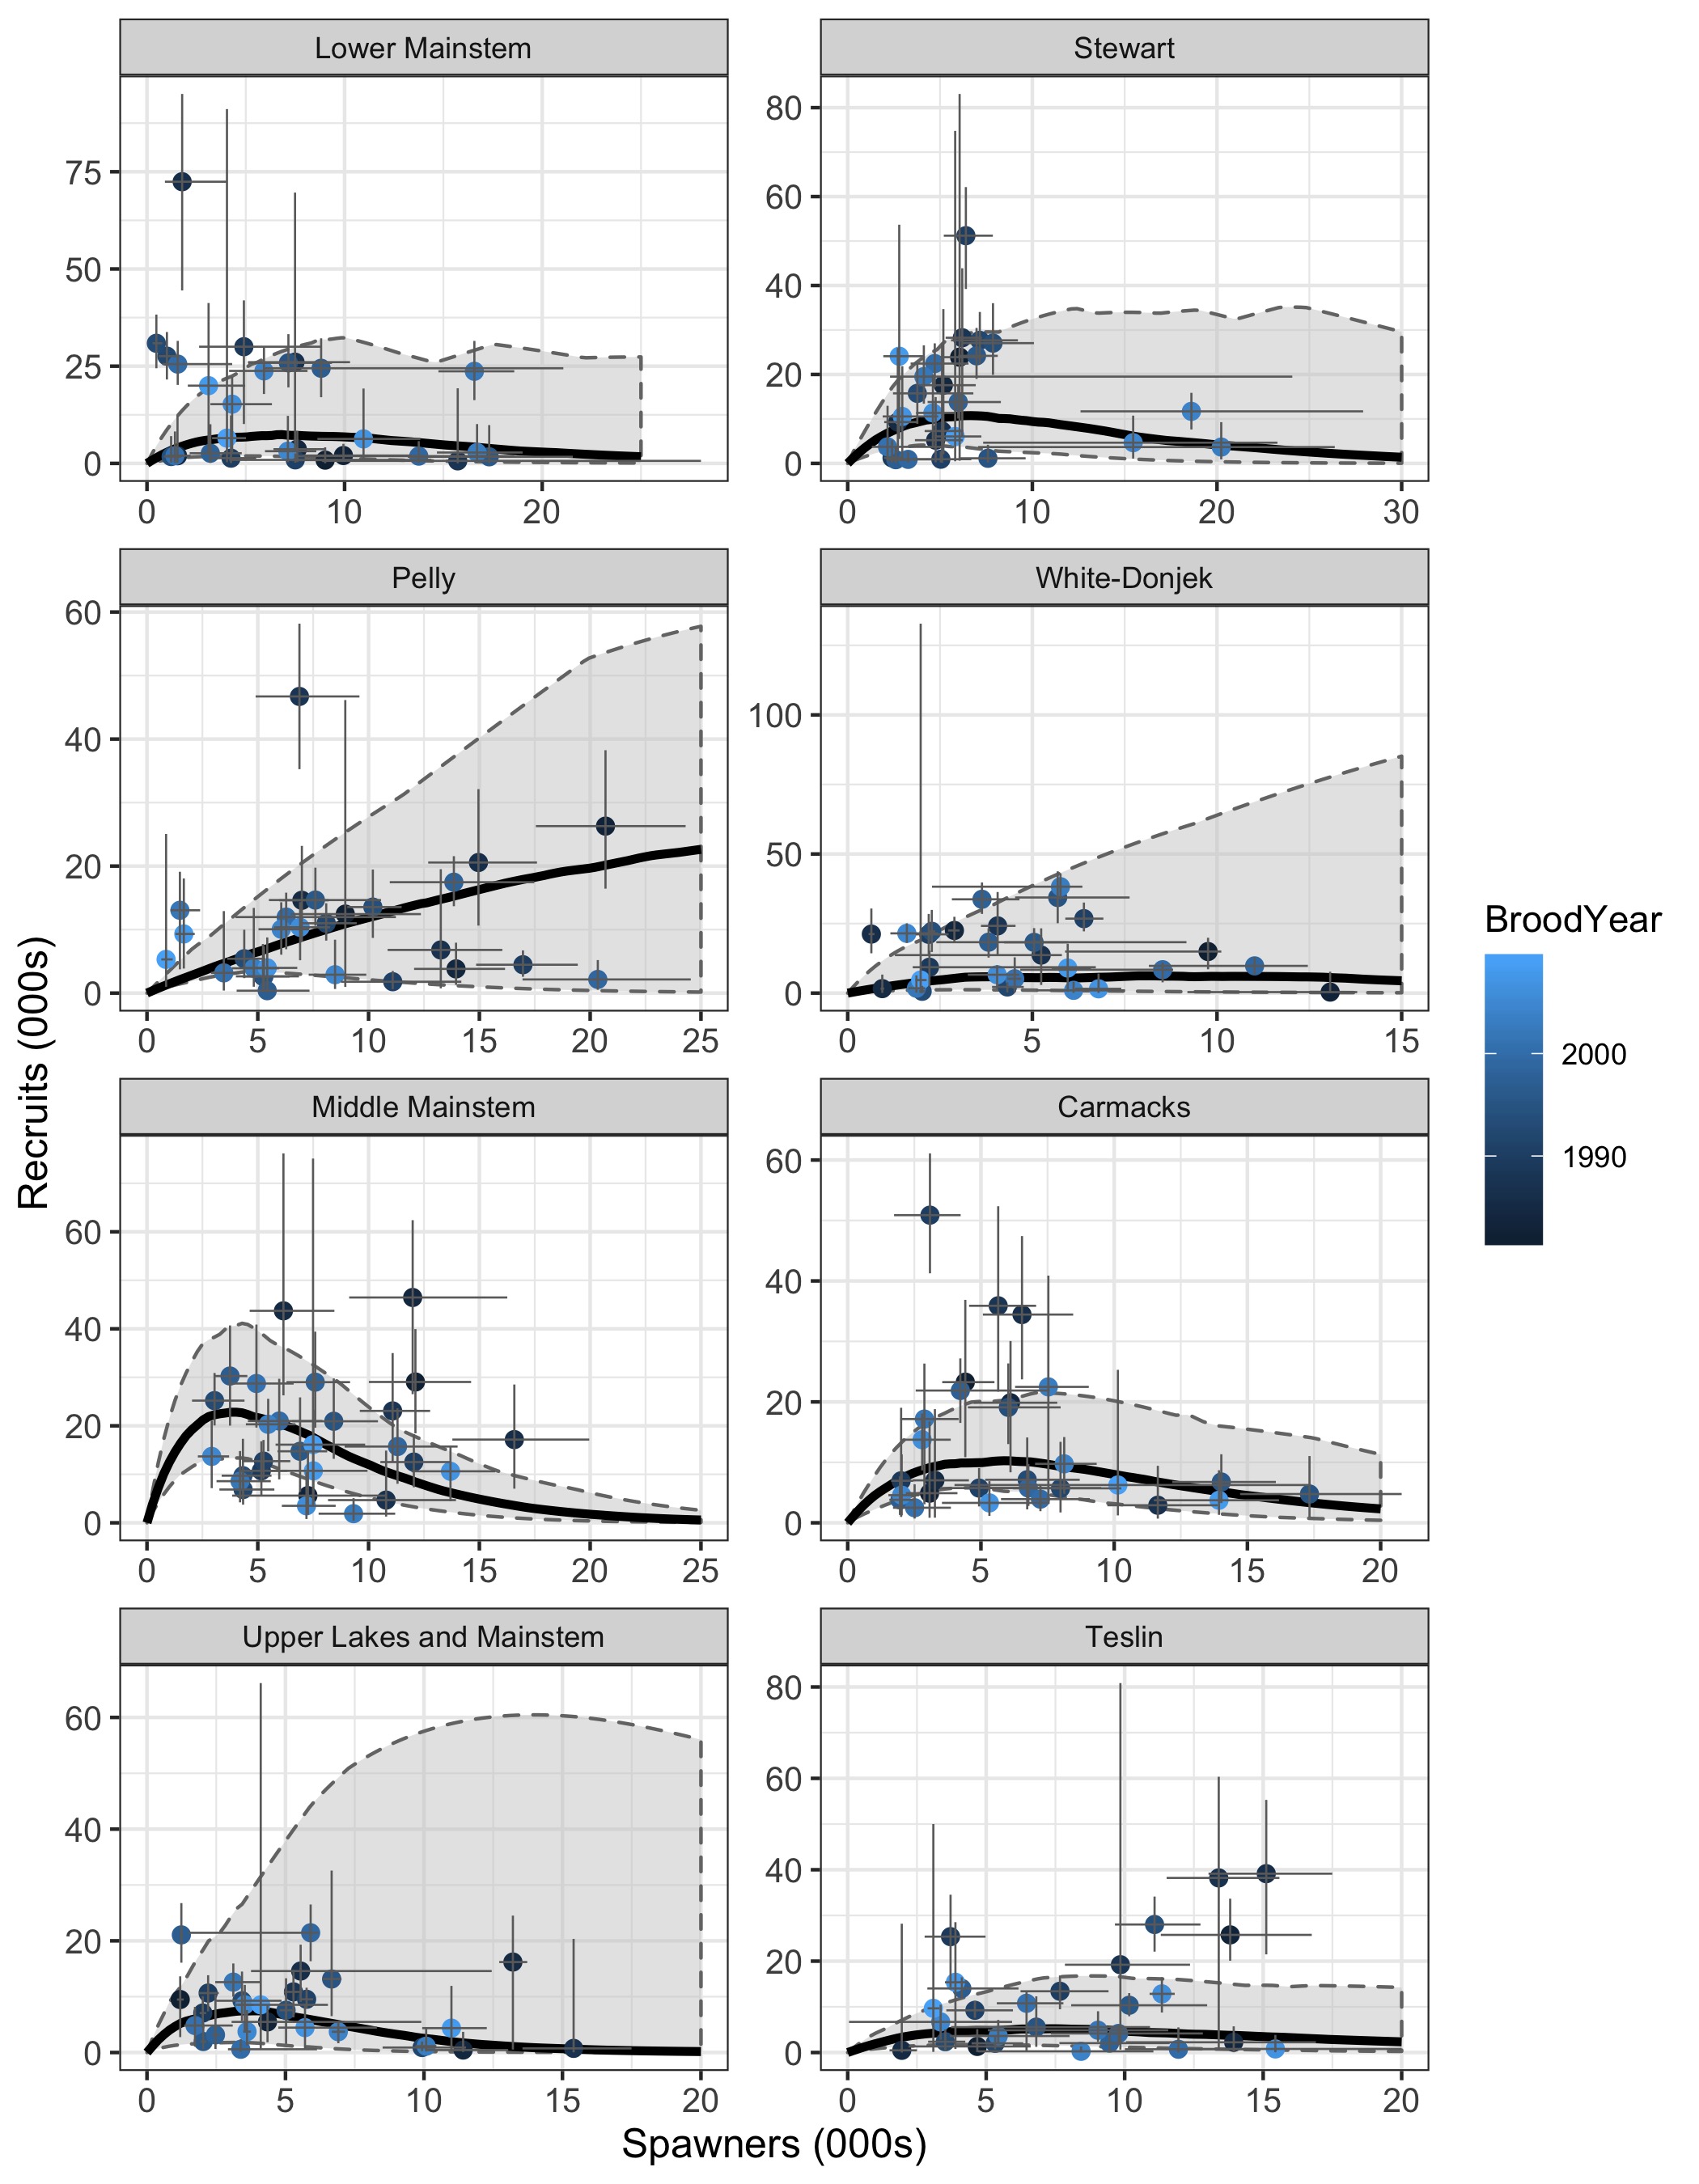 Lower Mainstem
Stewart
75
50
25
0
0 10 20
80
60
40
20
0
0 10 20 30
Pelly
White-Donjek
60
40
20
0
0 5 10 15 20 25
100
50
0
0 5 10 15
Middle Mainstem
Carmacks
60
40
20
0
0 5 10 15 20 25
60
40
20
0
0 5 10 15 20
Upper Lakes and Mainstem
Teslin
60
40
20
0
0 5 10 15 20
80
60
40
20
0
0 5 10 15 20
Recruits (000s)
Spawners (000s)
BroodYear
2000
1990